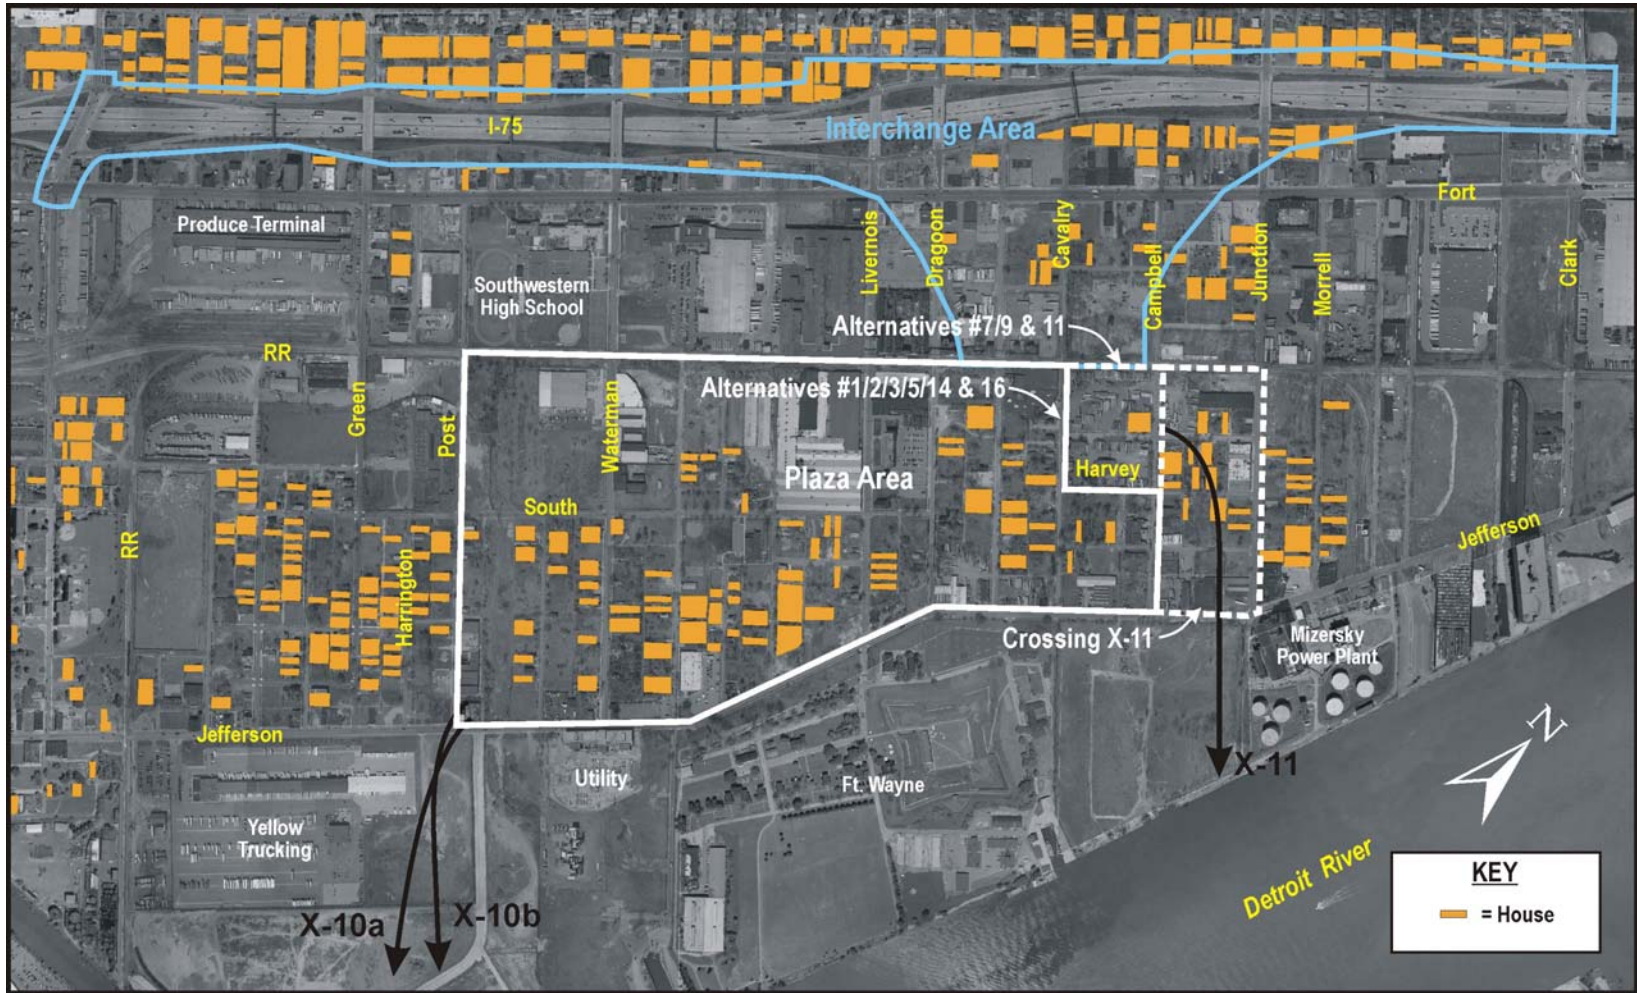 I-75
Interchange Area
Fort
Produce Terminal
Livernois
Dragoon
Cavalry
Campbell
Junction
Morrell
Clark
Southwestern
High School
Alternatives #7/9 & 11
RR
Alternatives #1/2/3/5/14 & 16
Green
Post
Waterman
Harvey
Plaza Area
South
RR
Jefferson
Harrington
Crossing X-11
Mizersky
Power Plant
Jefferson
N
X-11
Utility
Ft. Wayne
Yellow
Trucking
Detroit River
KEY
= House
X-10a
X-10b